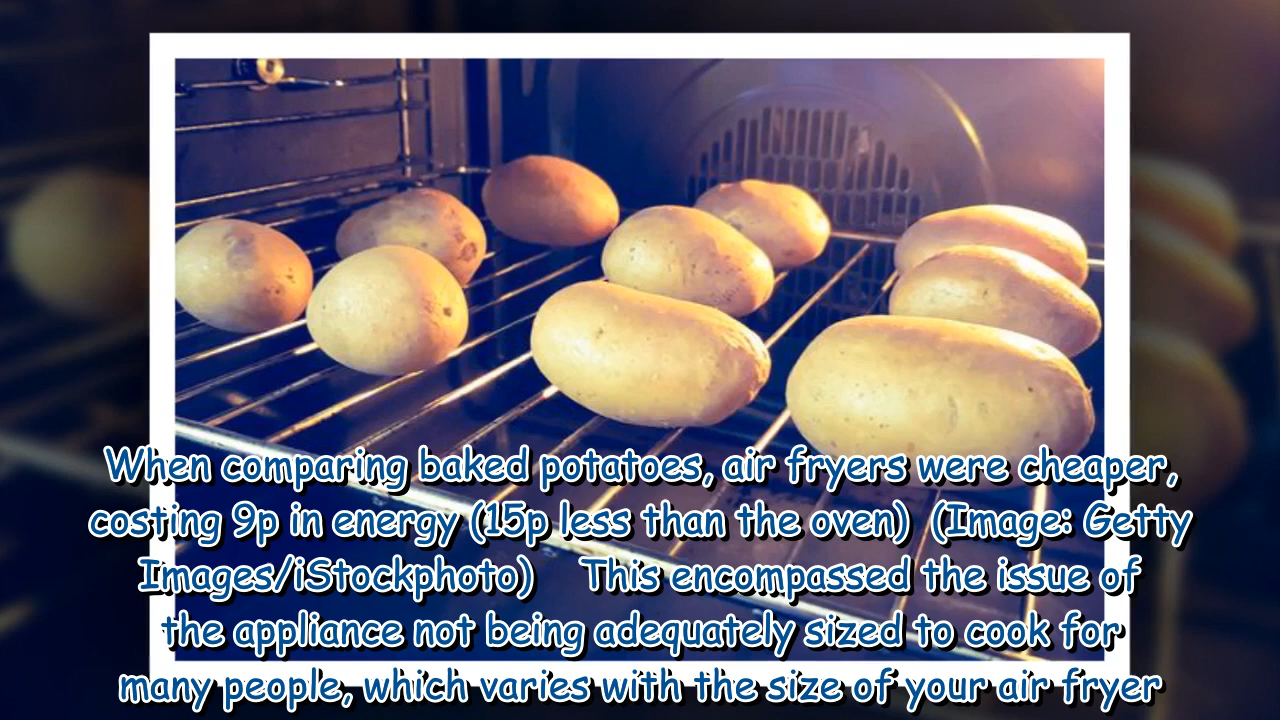 When comparing baked potatoes, air fryers were cheaper,
costing 9p in energy (15p less than the oven)  (Image: Getty
Images/iStockphoto)    This encompassed the issue of
the appliance not being adequately sized to cook for
many people, which varies with the size of your air fryer